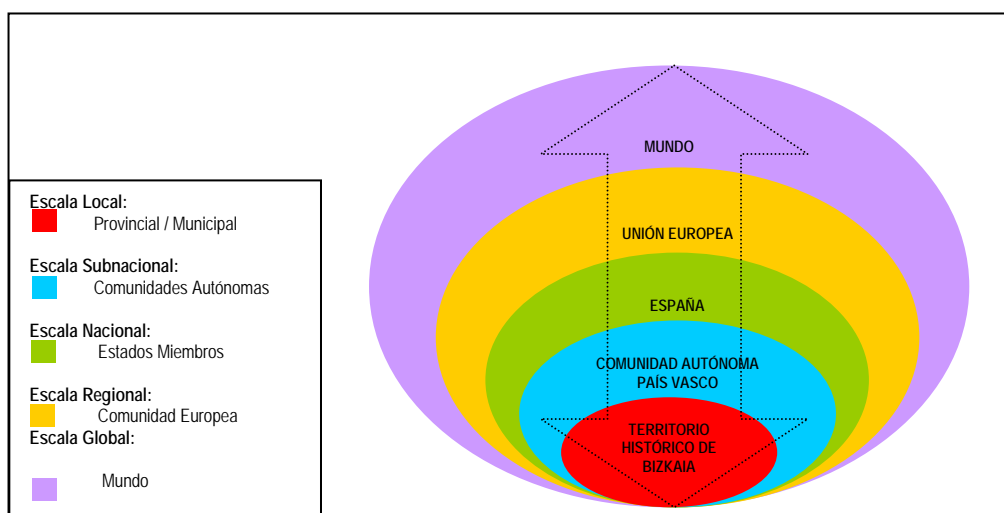 Escala Local:
Provincial / Municipal
Escala Subnacional:
Comunidades Autónomas
Escala Nacional:
Estados Miembros
Escala Regional:
Comunidad Europea
Escala Global:
Mundo
MUNDO
UNIÓN EUROPEA
ESPAÑA
COMUNIDAD AUTÓNOMA
PAÍS VASCO
TERRITORIO
HISTÓRICO DE
BIZKAIA